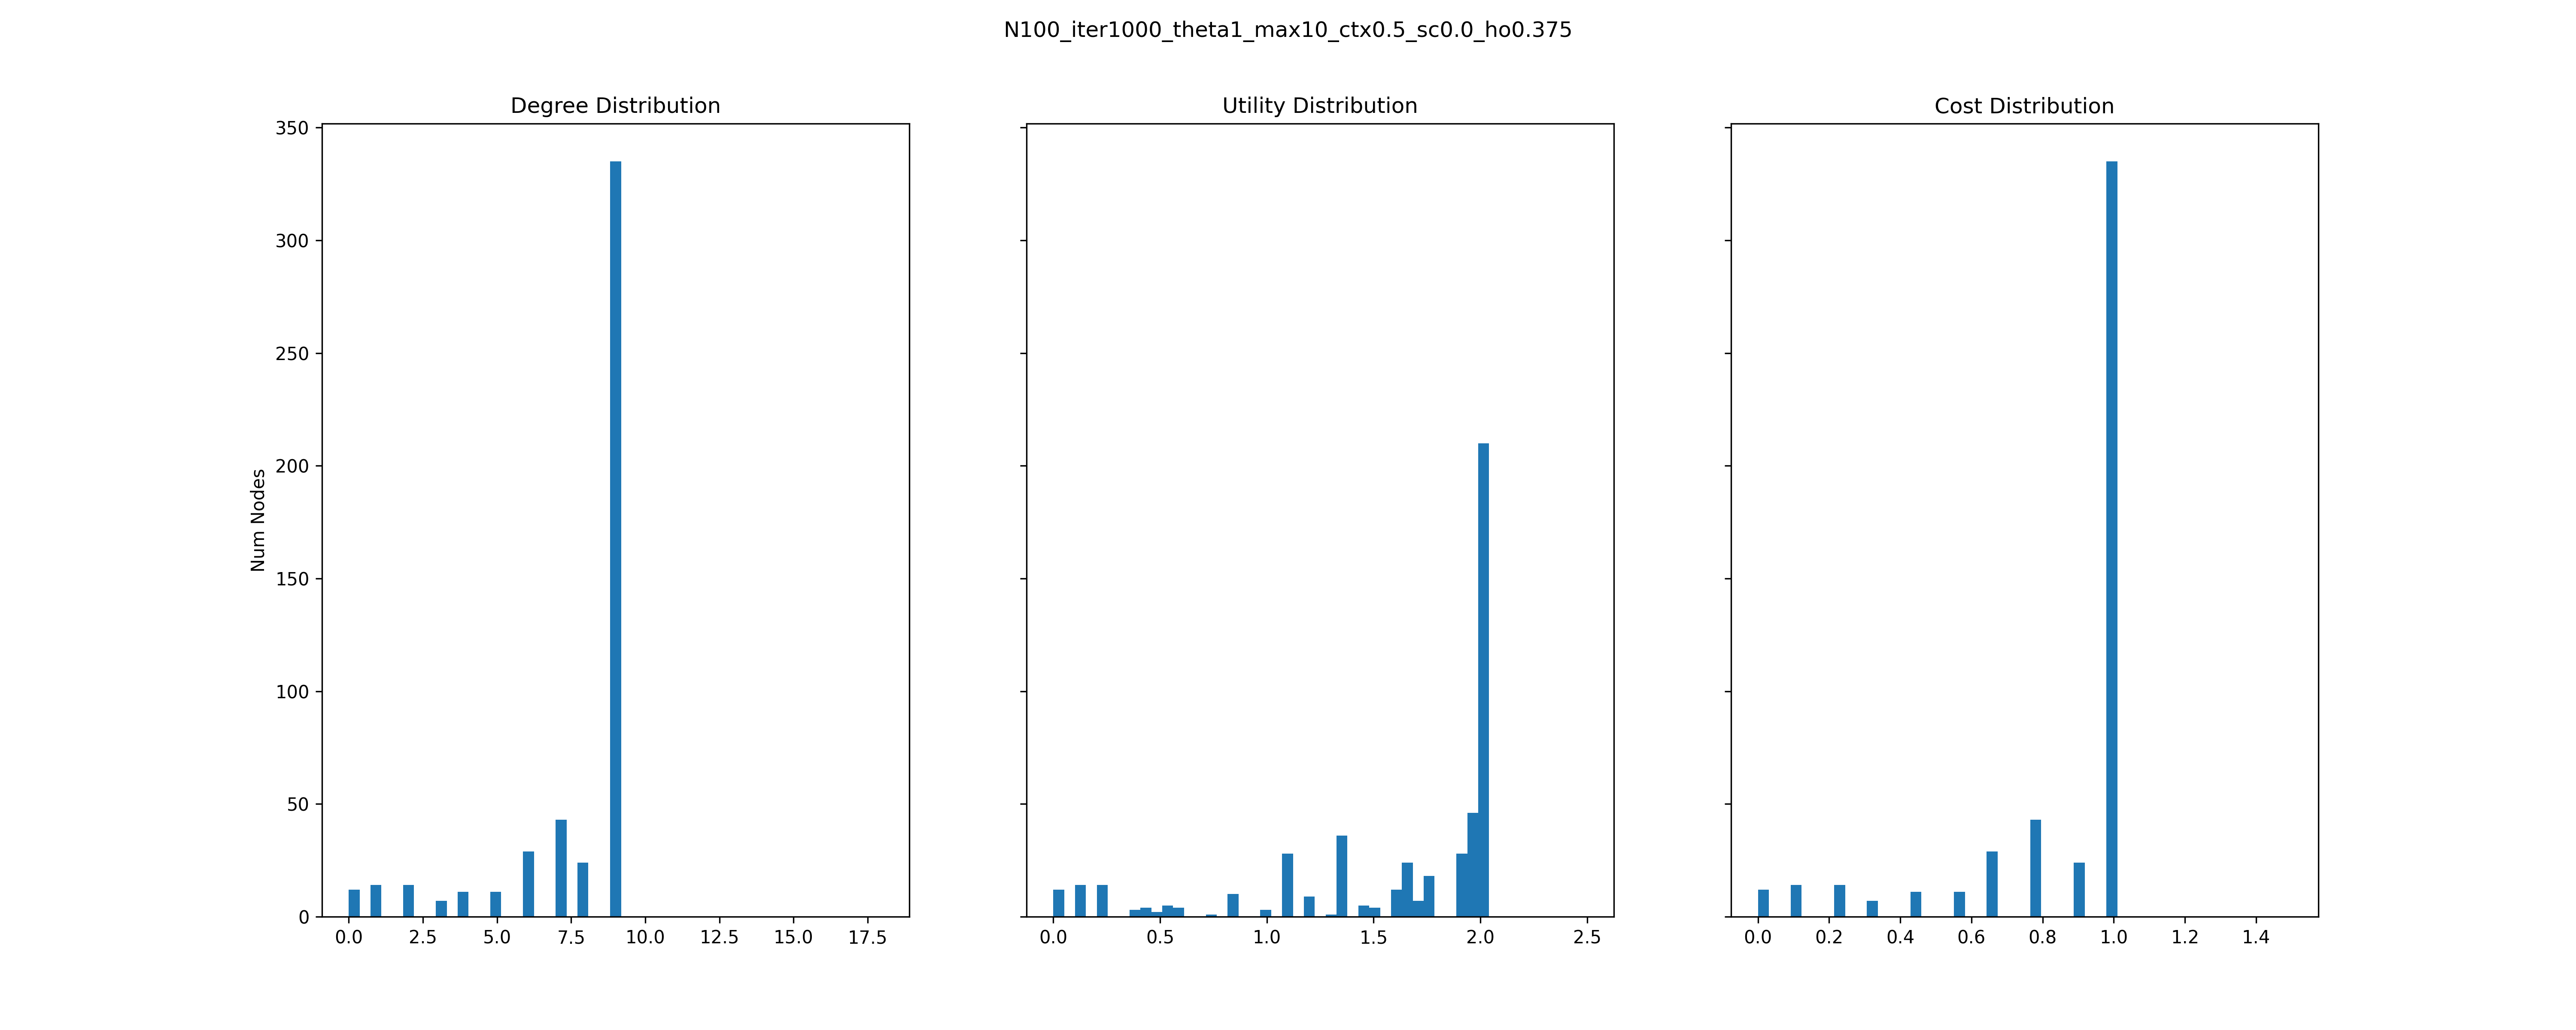 N100_iter1000_theta1_max10_ctx0.5_sc0.0_ho0.375
Degree Distribution
Utility Distribution
Cost Distribution
350
300
250
200
150
100
50
0
Num Nodes
0.0 2.5 5.0 7.5 10.0 12.5 15.0 17.5
0.0 0.5 1.0 1.5 2.0 2.5
0.0 0.2 0.4 0.6 0.8 1.0 1.2 1.4